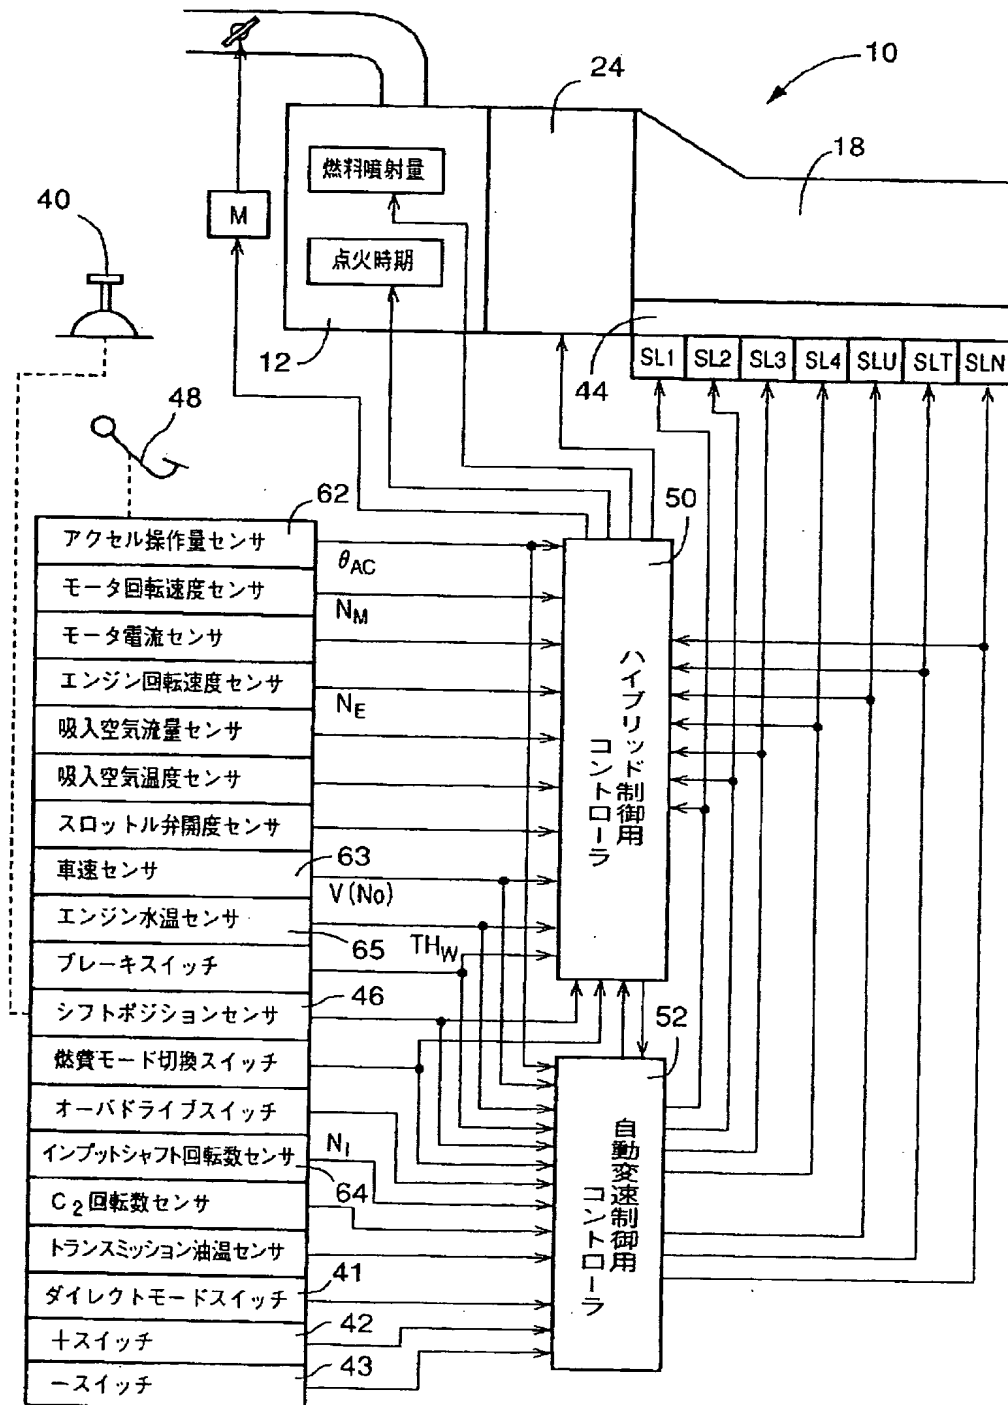 10
24
18
燃料噴射量
40
M
点火時期
12
44
SL1 SL2 SL3 SL4 SLU SLT SLN
48
62
50
アクセル操作量センサ
θAC
モータ回転速度センサ
NM
モータ電流センサ
エンジン回転速度センサ
NE
吸入空気流量センサ
吸入空気温度センサ
スロットル弁開度センサ
63
車速センサ
V(No)
エンジン水温センサ
65
THW
ブレーキスイッチ
46
シフトポジションセンサ
燃費モード切換スイッチ
オーバドライブスイッチ
インプットシャフト回転数センサ
NI
64
C2回転数センサ
トランスミッション油温センサ
41
ダイレクトモードスイッチ
42
+スイッチ
43
−スイッチ
ハイブリッド制御用
コントローラ
52
自動変速制御用
コントローラ